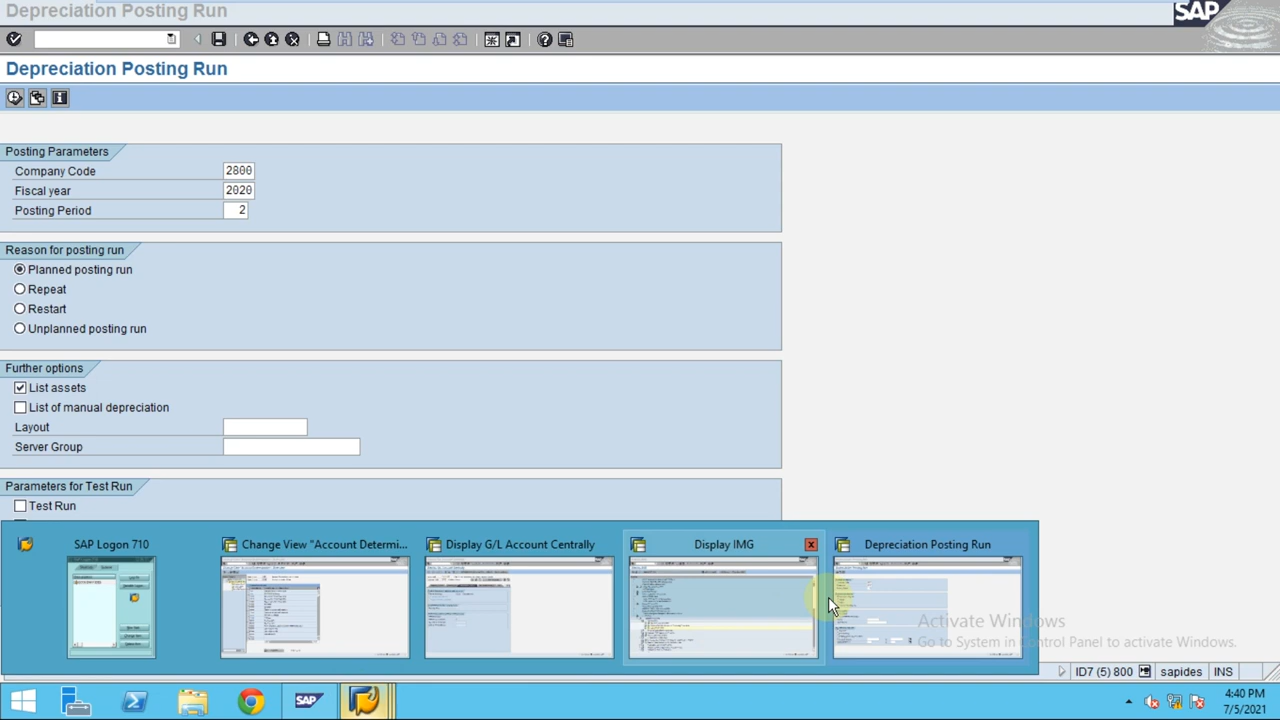 Depreciation Posting Run
SAP
Depreciation Posting Run
Posting Parameters
Company Code 2800
Fiscal year 2020
Posting Period 2
Reason for posting run
Planned posting run
Repeat
Restart
Unplanned posting run
Further options
List assets
List of manual depreciation
Layout
Server Group
Parameters for Test Run
Test Run
SAP Logon 710
Change View "Account Determi...
Display G/L Account Centrally
Display IMG
Depreciation Posting Run
Activate Windows
Go to System in Control Panel to activate Windows.
ID7 (5) 800 sapides INS
SAP
4:40 PM
7/5/2021